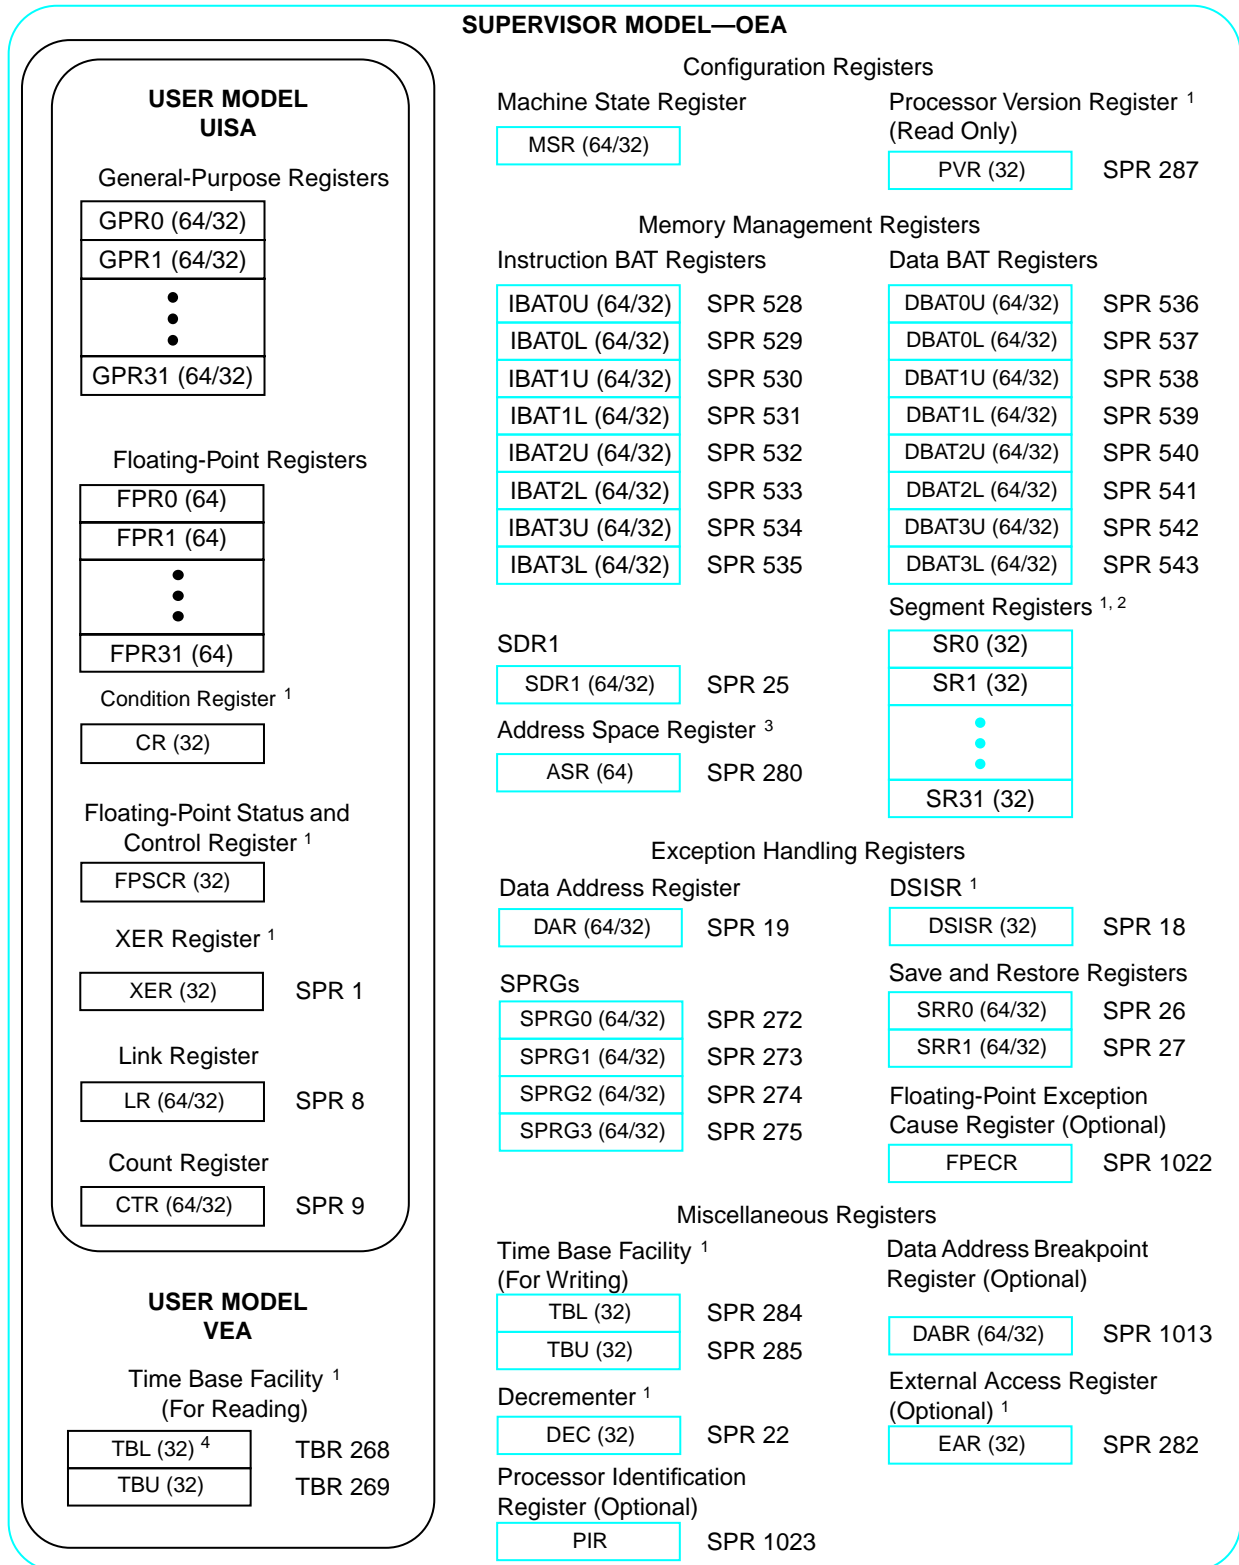 SUPERVISOR MODEL—OEA
USER MODEL
UISA
General-Purpose Registers
GPR0 (64/32)
GPR1 (64/32)
GPR31 (64/32)
Floating-Point Registers
FPR0 (64)
FPR1 (64)
FPR31 (64)
Condition Register 1
CR (32)
Floating-Point Status and
Control Register 1
FPSCR (32)
XER Register 1
XER (32) SPR 1
Link Register
LR (64/32) SPR 8
Count Register
CTR (64/32) SPR 9
USER MODEL
VEA
Time Base Facility 1
(For Reading)
TBL (32) 4 TBR 268
TBU (32) TBR 269
Configuration Registers
Machine State Register
MSR (64/32)
Processor Version Register 1
(Read Only)
PVR (32) SPR 287
Memory Management Registers
Instruction BAT Registers
IBAT0U (64/32) SPR 528
IBAT0L (64/32) SPR 529
IBAT1U (64/32) SPR 530
IBAT1L (64/32) SPR 531
IBAT2U (64/32) SPR 532
IBAT2L (64/32) SPR 533
IBAT3U (64/32) SPR 534
IBAT3L (64/32) SPR 535
Data BAT Registers
DBAT0U (64/32) SPR 536
DBAT0L (64/32) SPR 537
DBAT1U (64/32) SPR 538
DBAT1L (64/32) SPR 539
DBAT2U (64/32) SPR 540
DBAT2L (64/32) SPR 541
DBAT3U (64/32) SPR 542
DBAT3L (64/32) SPR 543
SDR1
SDR1 (64/32) SPR 25
Address Space Register 3
ASR (64) SPR 280
Segment Registers 1, 2
SR0 (32)
SR1 (32)
SR31 (32)
Exception Handling Registers
Data Address Register
DAR (64/32) SPR 19
SPRGs
SPRG0 (64/32) SPR 272
SPRG1 (64/32) SPR 273
SPRG2 (64/32) SPR 274
SPRG3 (64/32) SPR 275
DSISR 1
DSISR (32) SPR 18
Save and Restore Registers
SRR0 (64/32) SPR 26
SRR1 (64/32) SPR 27
Floating-Point Exception
Cause Register (Optional)
FPECR SPR 1022
Miscellaneous Registers
Time Base Facility 1
(For Writing)
TBL (32) SPR 284
TBU (32) SPR 285
Decrementer 1
DEC (32) SPR 22
Processor Identification
Register (Optional)
PIR SPR 1023
Data Address Breakpoint
Register (Optional)
DABR (64/32) SPR 1013
External Access Register
(Optional) 1
EAR (32) SPR 282